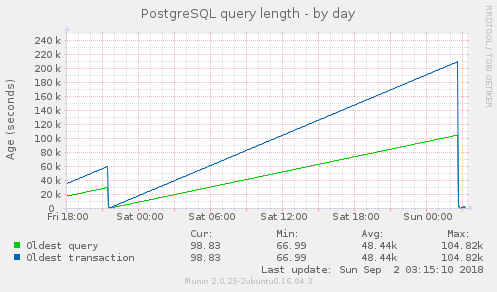 PostgreSQL query length - by day
RRDTOOL / TOBI OETIKER
Age (seconds)
240 k
220 k
200 k
180 k
160 k
140 k
120 k
100 k
80 k
60 k
40 k
20 k
0
Fri 18:00 Sat 00:00 Sat 06:00 Sat 12:00 Sat 18:00 Sun 00:00
Cur: Min: Avg: Max:
Oldest query 98.83 66.99 48.44k 104.82k
Oldest transaction 98.83 66.99 48.44k 104.82k
Last update: Sun Sep 2 03:15:10 2018
Munin 2.0.25-2ubuntu0.16.04.3